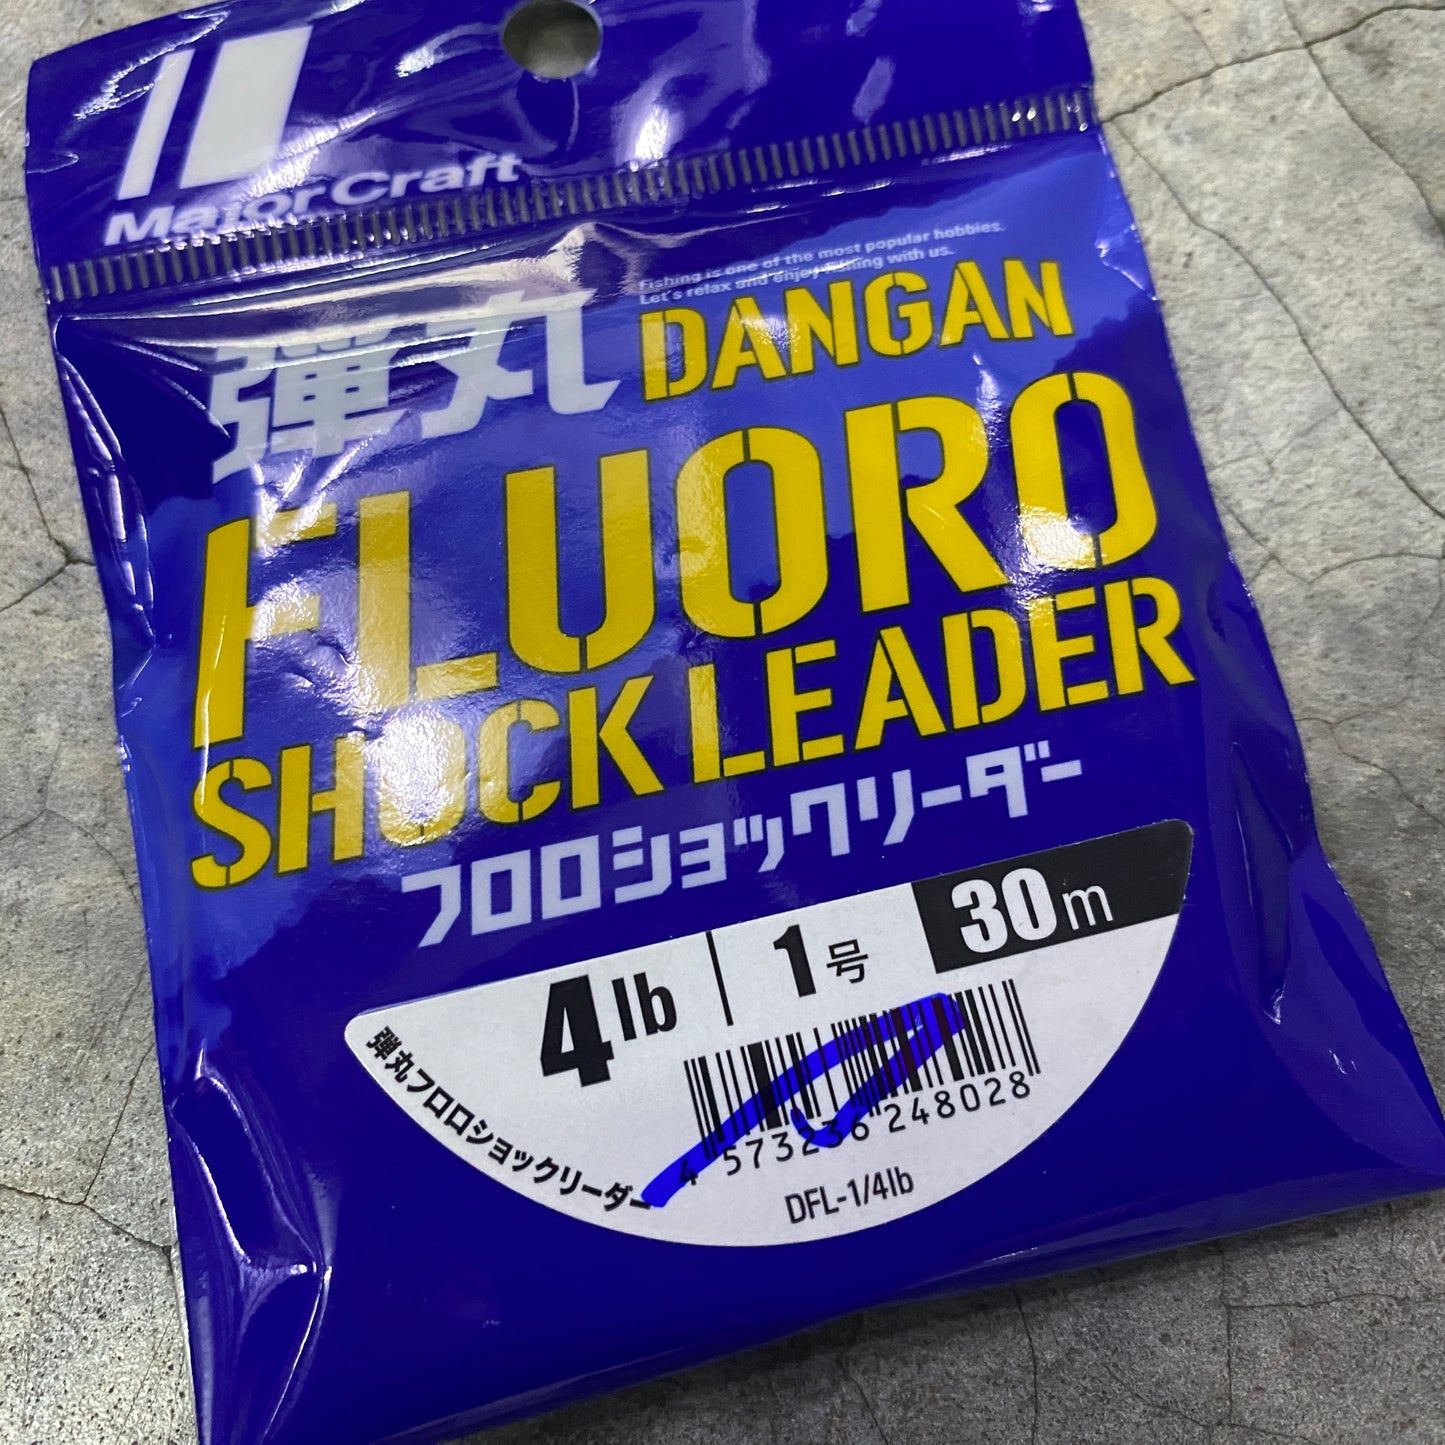 Major Craft
Fishing is one of the most popular hobbies.
Let's relax and enjoy fishing with us.
弾丸 DANGAN
FLUORO
SHOCK LEADER
フロロショックリーダー
4lb 1号 30m
弾丸フロロショックリーダー
4 573236 248028
DFL-1/4lb